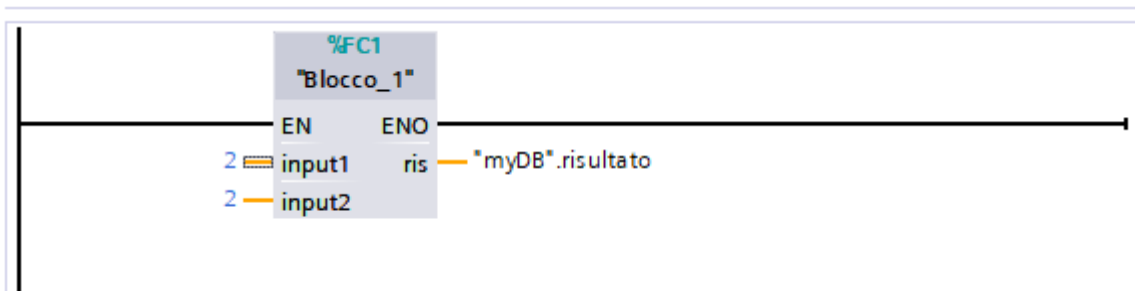 %FC1
"Blocco_1"
EN ENO
2 input1 ris "myDB".risultato
2 input2